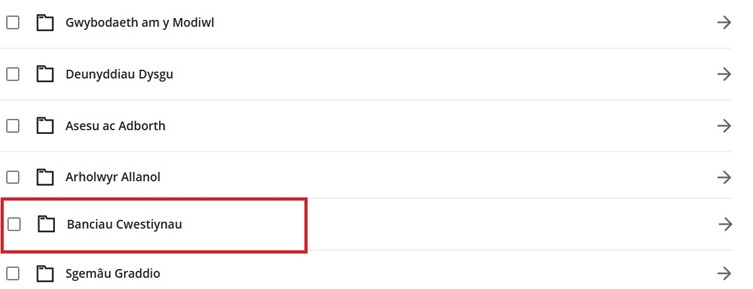 Gwybodaeth am y Modiwl
Deunyddiau Dysgu
Asesu ac Adborth
Arholwyr Allanol
Banciau Cwestiynau
Sgemâu Graddio